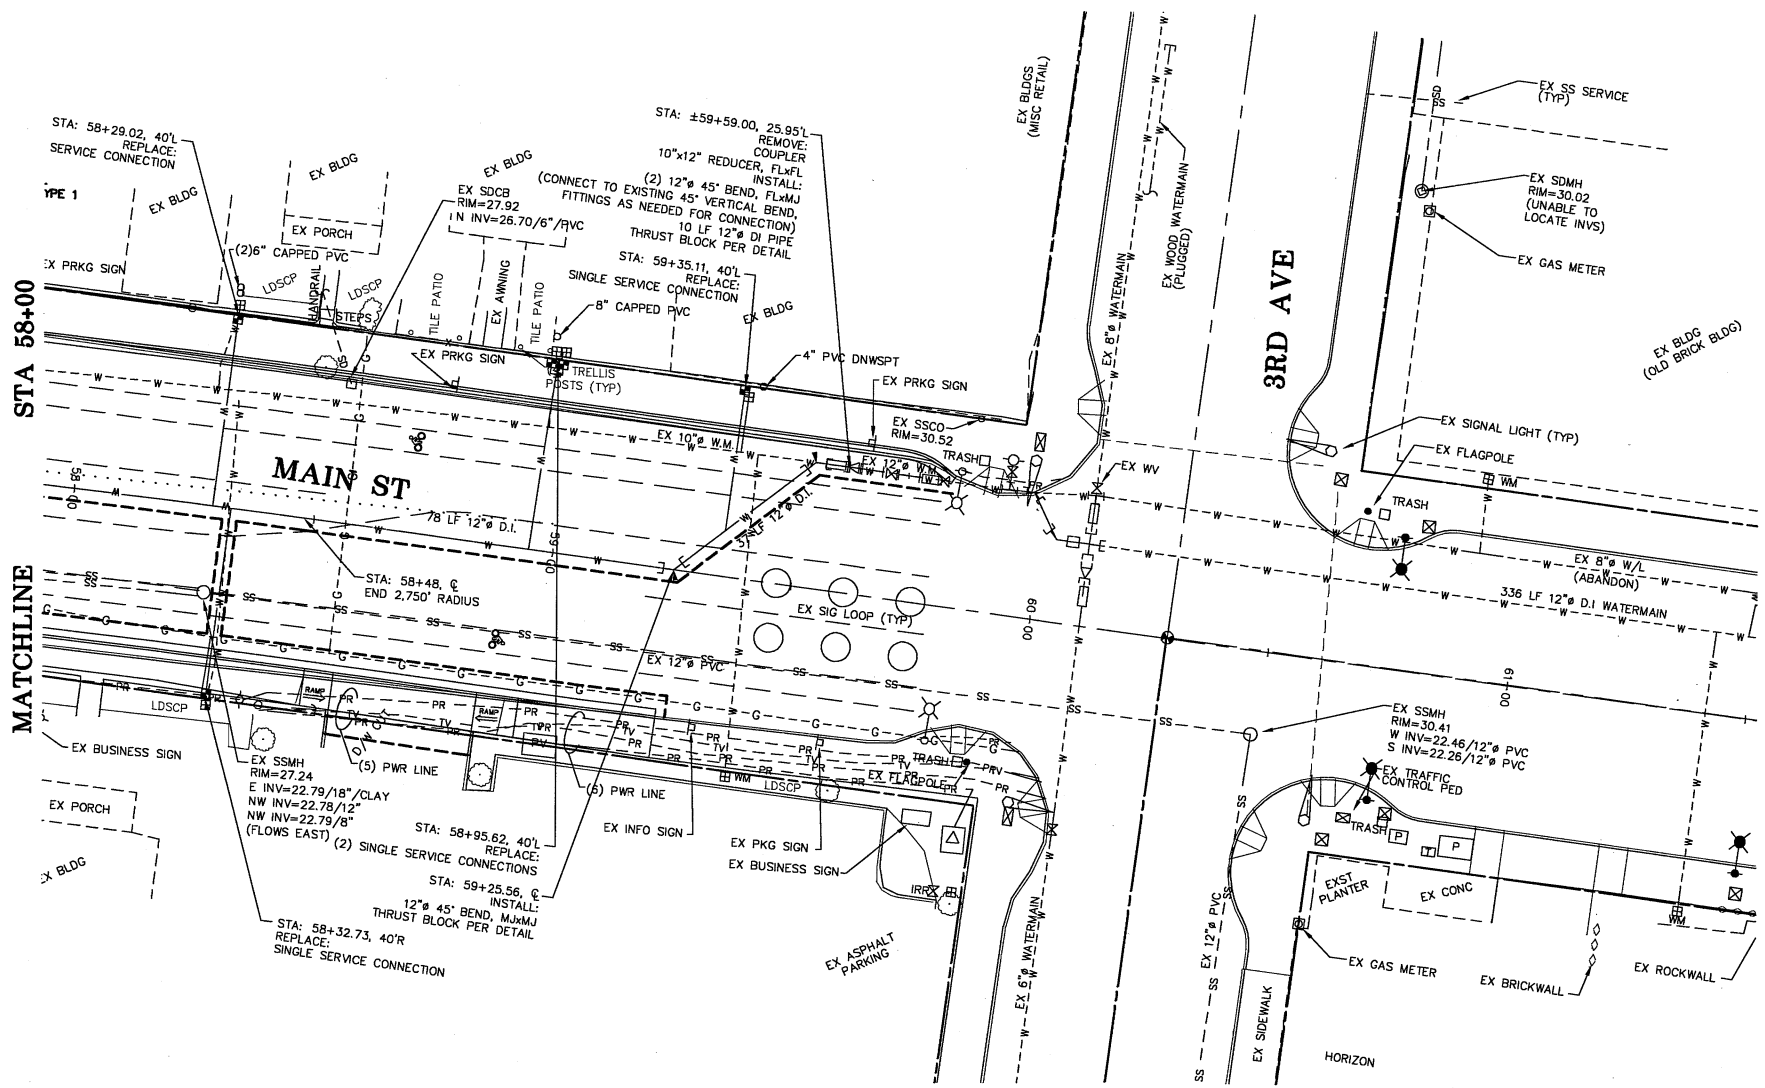 STA: 58+29.02, 40'L
REPLACE:
SERVICE CONNECTION
YPE 1
EX BLDG
EX BLDG
EX PORCH
(2)6" CAPPED PVC
EX PRKG SIGN
LDSCP
HANDRAIL
LDSCP
STEPS
EX BLDG
EX SDCB
RIM=27.92
N INV=26.70/6"/PVC
TILE PATIO
EX AWNING
TILE PATIO
EX PRKG SIGN
TRELLIS
POSTS (TYP)
8" CAPPED PVC
STA: ±59+59.00, 25.95'L
REMOVE:
COUPLER
10"x12" REDUCER, FLxFL
INSTALL:
(2) 12"ø 45° BEND, FLxMJ
(CONNECT TO EXISTING 45° VERTICAL BEND,
FITTINGS AS NEEDED FOR CONNECTION)
10 LF 12"ø DI PIPE
THRUST BLOCK PER DETAIL
STA: 59+35.11, 40'L
REPLACE:
SINGLE SERVICE CONNECTION
EX BLDG
4" PVC DNWSPT
EX PRKG SIGN
EX SSCO
RIM=30.52
TRASH
EX BLDGS
(MISC RETAIL)
EX 8"ø WATERMAIN
EX WOOD WATERMAIN
(PLUGGED)
3RD AVE
EX SS SERVICE
(TYP)
SD
SS
EX SDMH
RIM=30.02
(UNABLE TO
LOCATE INVS)
EX GAS METER
EX BLDG
(OLD BRICK BLDG)
EX SIGNAL LIGHT (TYP)
EX FLAGPOLE
WM
TRASH
EX WV
EX 8"ø W/L
(ABANDON)
336 LF 12"ø D.I WATERMAIN
STA 58+00
MATCHLINE
MAIN ST
58+00
EX 10"ø W.M.
EX 12"ø W.M.
78 LF 12"ø D.I.
37 LF 12"ø D.I.
59+00
STA: 58+48, ℄
END 2,750' RADIUS
EX SIG LOOP (TYP)
60+00
61+00
EX 12"ø PVC
EX SSMH
RIM=30.41
W INV=22.46/12"ø PVC
S INV=22.26/12"ø PVC
EX TRAFFIC
CONTROL PED
TRASH
P
T
P
EXST
PLANTER
EX CONC
WM
EX GAS METER
EX BRICKWALL
EX ROCKWALL
EX 12"ø PVC
EX SIDEWALK
HORIZON
LDSCP
RAMP
RAMP
D/W CUT
EX BUSINESS SIGN
EX SSMH
RIM=27.24
E INV=22.79/18"/CLAY
NW INV=22.78/12"
NW INV=22.79/8"
(FLOWS EAST)
(5) PWR LINE
PV
(6) PWR LINE
WM
LDSCP
TRASH
EX FLAGPOLE
EX INFO SIGN
EX PKG SIGN
EX BUSINESS SIGN
IRR
EX PORCH
EX BLDG
STA: 58+95.62, 40'L
REPLACE:
(2) SINGLE SERVICE CONNECTIONS
STA: 59+25.56, ℄
INSTALL:
12"ø 45° BEND, MJxMJ
THRUST BLOCK PER DETAIL
STA: 58+32.73, 40'R
REPLACE:
SINGLE SERVICE CONNECTION
EX ASPHALT
PARKING
EX 6"ø WATERMAIN